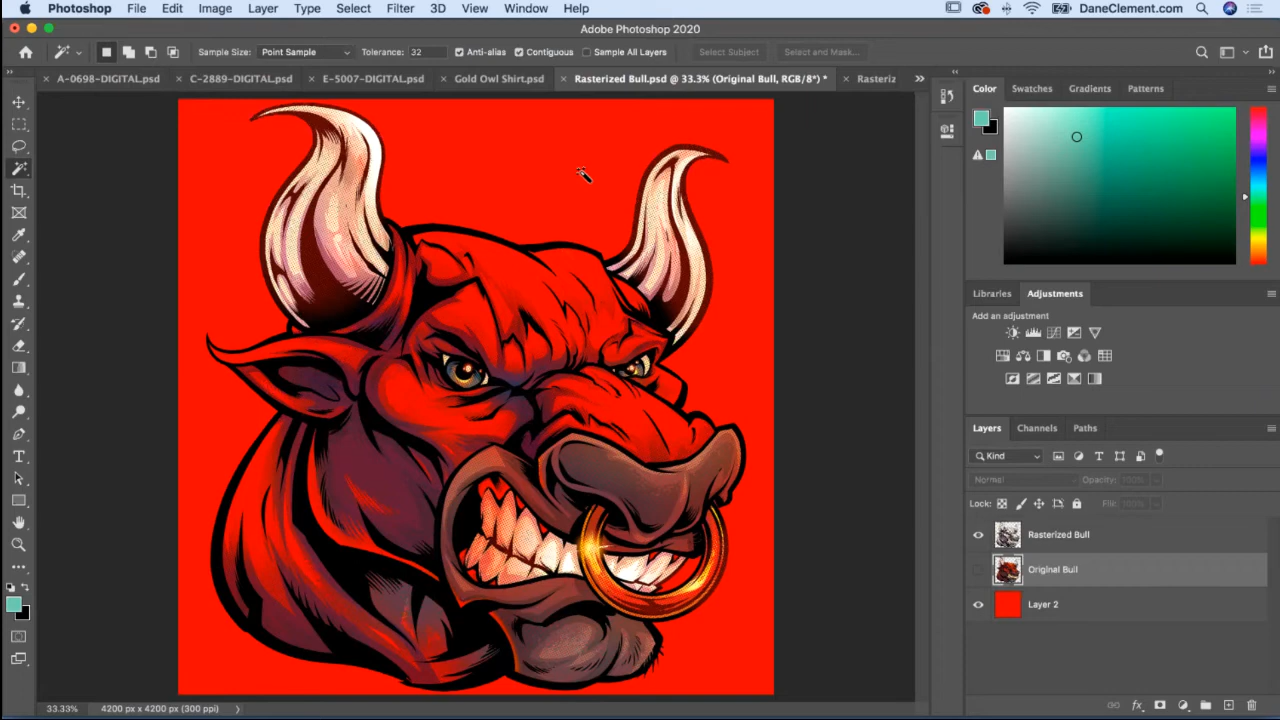 Photoshop File Edit Image Layer Type Select Filter 3D View Window Help DaneClement.com
Adobe Photoshop 2020
Sample Size: Point Sample Tolerance: 32 Anti-alias Contiguous Sample All Layers Select Subject Select and Mask...
A-0698-DIGITAL.psd C-2889-DIGITAL.psd E-5007-DIGITAL.psd Gold Owl Shirt.psd Rasterized Bull.psd @ 33.3% (Original Bull, RGB/8*) * Rasteriz
Color Swatches Gradients Patterns
Libraries Adjustments
Add an adjustment
Layers Channels Paths
Kind
Normal Opacity: 100%
Lock: Fill: 100%
Rasterized Bull
Original Bull
Layer 2
33.33% 4200 px x 4200 px (300 ppi)